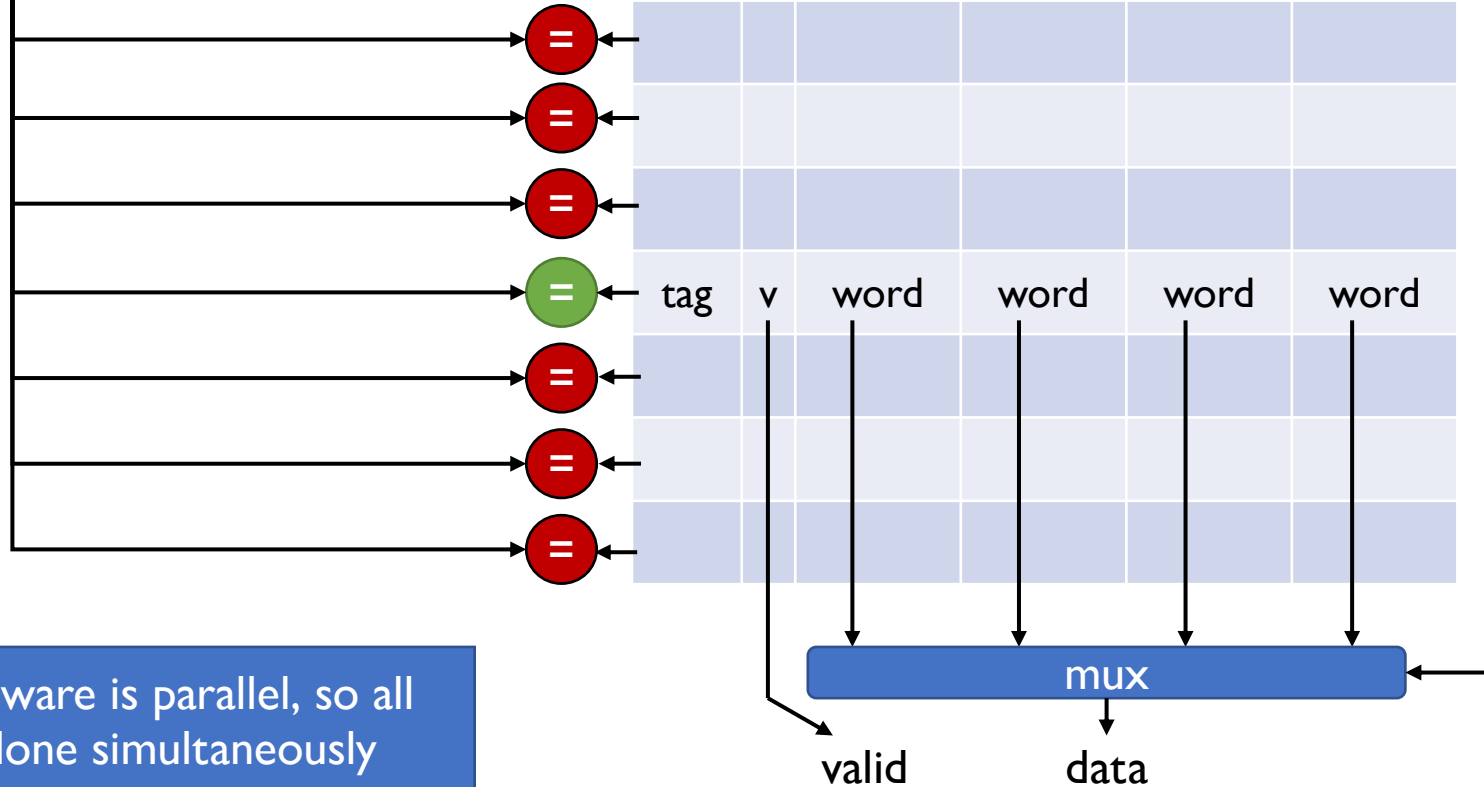 =
=
=
= tag v word word word word
=
=
=
mux
ware is parallel, so all
lone simultaneously
valid data